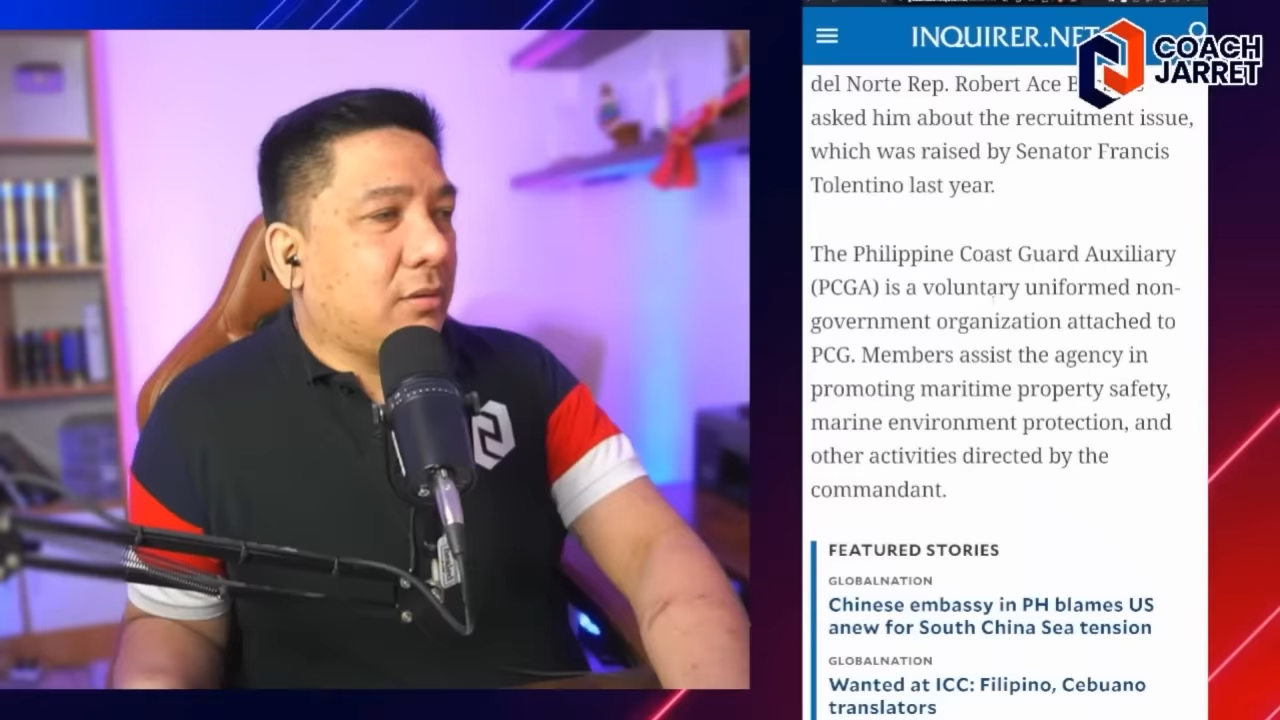 INQUIRER.NET
COACH
JARRET
del Norte Rep. Robert Ace
asked him about the recruitment issue,
which was raised by Senator Francis
Tolentino last year.
The Philippine Coast Guard Auxiliary
(PCGA) is a voluntary uniformed non-
government organization attached to
PCG. Members assist the agency in
promoting maritime property safety,
marine environment protection, and
other activities directed by the
commandant.
FEATURED STORIES
GLOBALNATION
Chinese embassy in PH blames US
anew for South China Sea tension
GLOBALNATION
Wanted at ICC: Filipino, Cebuano
translators